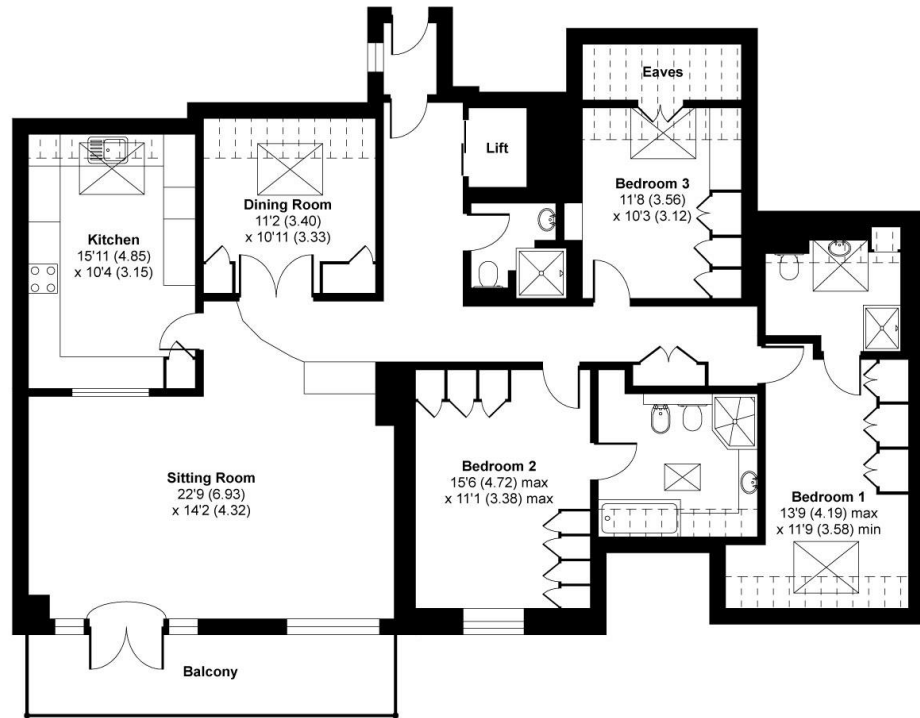 Eaves
Lift
Bedroom 3
11'8 (3.56)
x 10'3 (3.12)
Dining Room
11'2 (3.40)
x 10'11 (3.33)
Kitchen
15'11 (4.85)
x 10'4 (3.15)
Sitting Room
22'9 (6.93)
x 14'2 (4.32)
Bedroom 2
15'6 (4.72) max
x 11'1 (3.38) max
Bedroom 1
13'9 (4.19) max
x 11'9 (3.58) min
Balcony